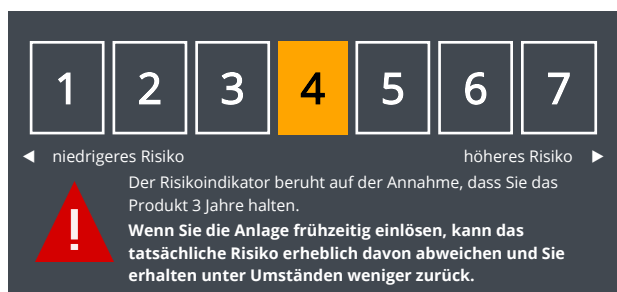 1 2 3 4 5 6 7
niedrigeres Risiko höheres Risiko
Der Risikoindikator beruht auf der Annahme, dass Sie das
Produkt 3 Jahre halten.
Wenn Sie die Anlage frühzeitig einlösen, kann das
tatsächliche Risiko erheblich davon abweichen und Sie
erhalten unter Umständen weniger zurück.
!